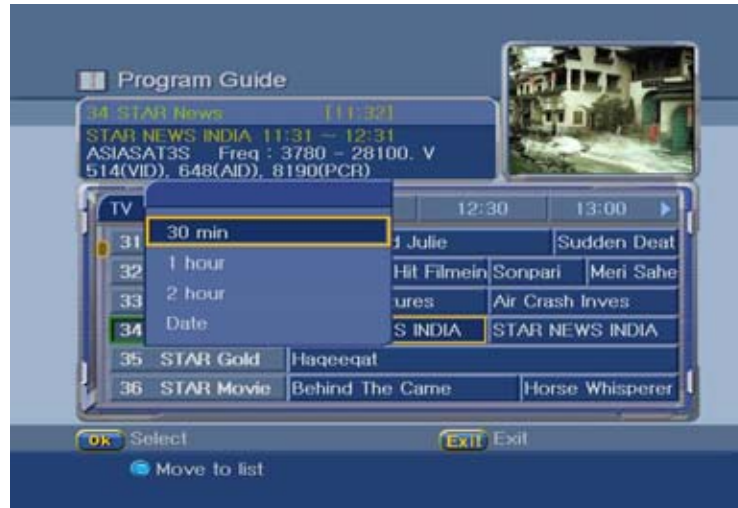 Program Guide
34 STAR News [11:32]
STAR NEWS INDIA 11:31 ~ 12:31
ASIASAT3S Freq : 3780 - 28100. V
514(VID), 648(AID), 8190(PCR)
TV 12:30 13:00
30 min
1 hour
2 hour
Date
31 Julie Sudden Deat
32 Hit Filmein Sonpari Meri Sahe
33 ures Air Crash Inves
34 S INDIA STAR NEWS INDIA
35 STAR Gold Haqeeqat
36 STAR Movie Behind The Came Horse Whisperer
OK Select Exit Exit
Move to list